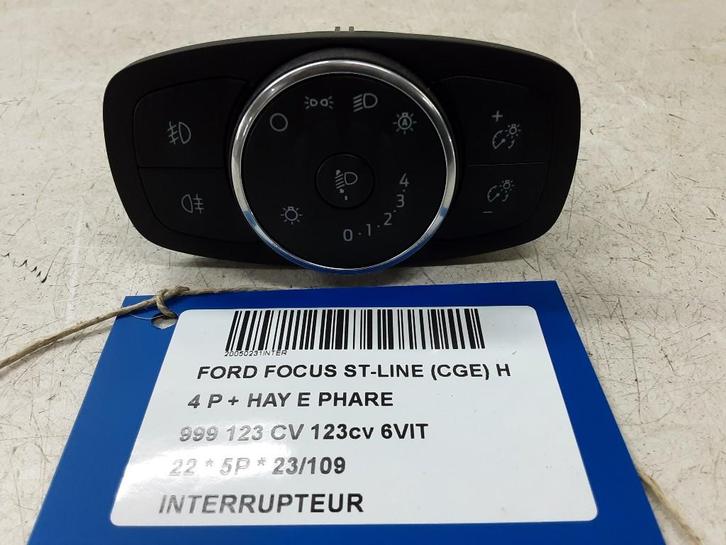 A
+
4
3
2
1
0
-
20050231INTER
FORD FOCUS ST-LINE (CGE) H
4 P + HAY E PHARE
999 123 CV 123cv 6VIT
22 * 5P * 23/109
INTERRUPTEUR